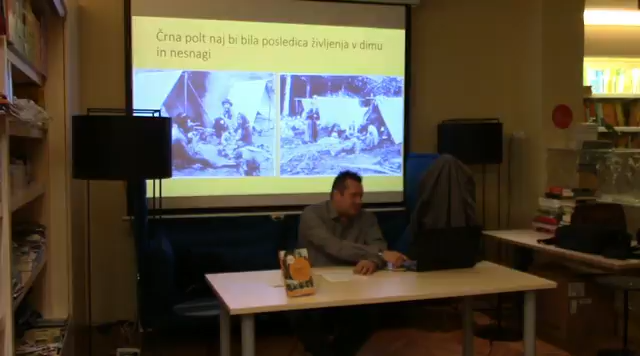 Črna polt naj bi bila posledica življenja v dimu
in nesnagi